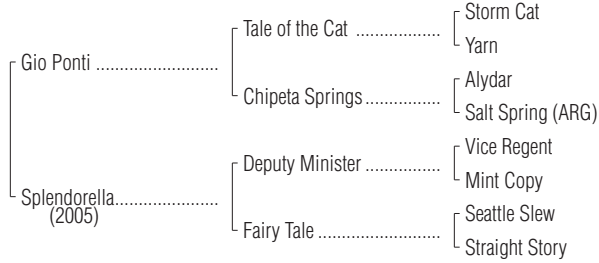 Storm Cat
Tale of the Cat ..................
Yarn
Gio Ponti ..........................
Alydar
Chipeta Springs................
Salt Spring (ARG)
Vice Regent
Deputy Minister ................
Mint Copy
Splendorella......................
(2005)
Seattle Slew
Fairy Tale ..........................
Straight Story